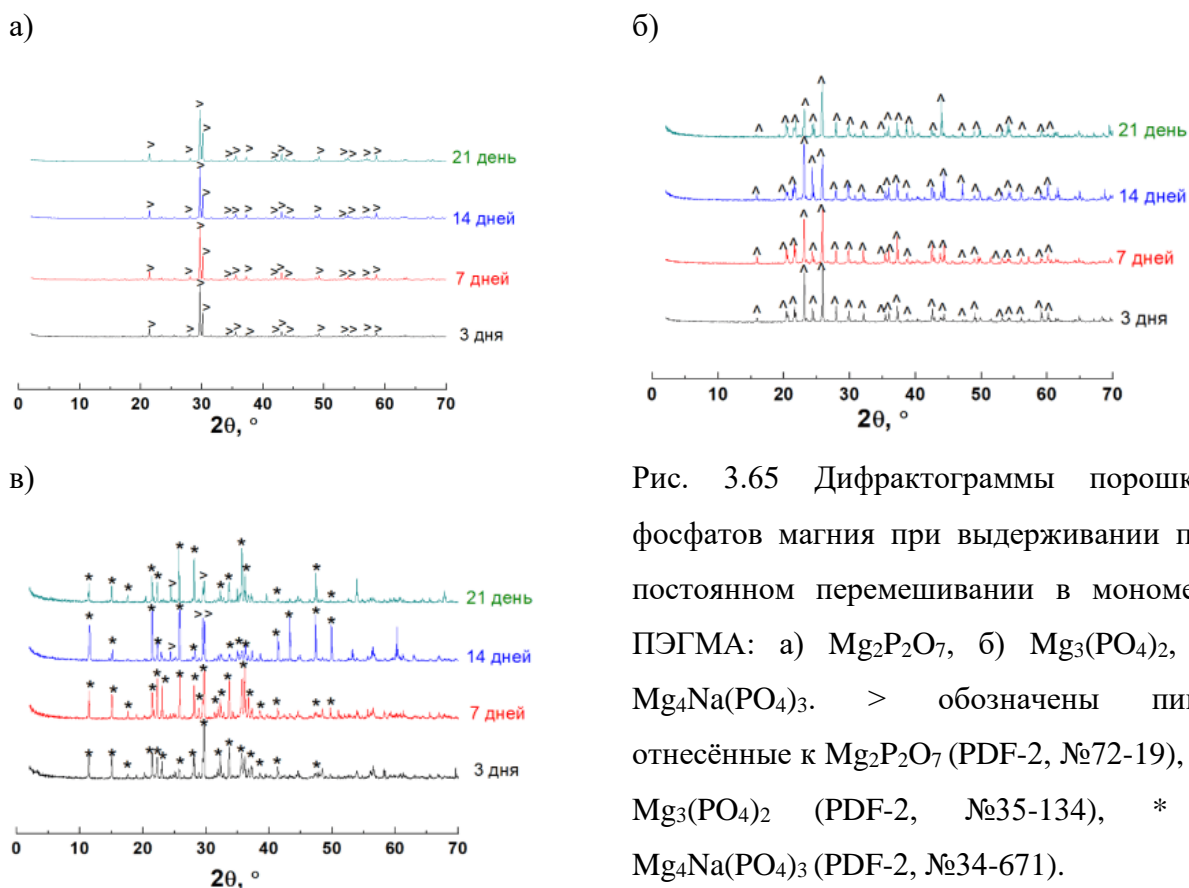 а)
> > > > > > > > > > > > > > >
21 день
> > > > > > > > > > > > > > >
14 дней
> > > > > > > > > > > > > > >
7 дней
> > > > > > > > > > > > > > >
3 дня
0 10 20 30 40 50 60 70
2θ, °
б)
21 день
14 дней
7 дней
3 дня
0 10 20 30 40 50 60 70
2θ, °
в)
21 день
14 дней
7 дней
3 дня
0 10 20 30 40 50 60 70
2θ, °
Рис. 3.65 Дифрактограммы порошк
фосфатов магния при выдерживании п
постоянном перемешивании в мономе
ПЭГМА: а) Mg₂P₂O₇, б) Mg₃(PO₄)₂,
Mg₄Na(PO₄)₃. > обозначены пи
отнесённые к Mg₂P₂O₇ (PDF-2, №72-19),
Mg₃(PO₄)₂ (PDF-2, №35-134), *
Mg₄Na(PO₄)₃ (PDF-2, №34-671).